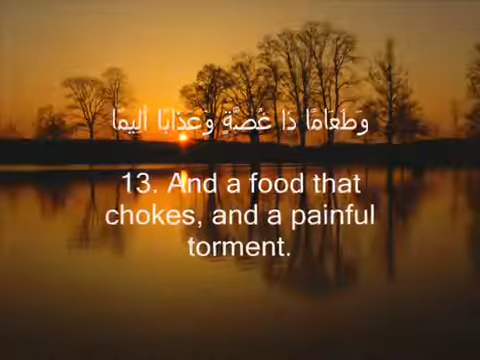 وَطَعَامًا ذَا غُصَّةٍ وَعَذَابًا أَلِيمًا
13. And a food that
chokes, and a painful
torment.